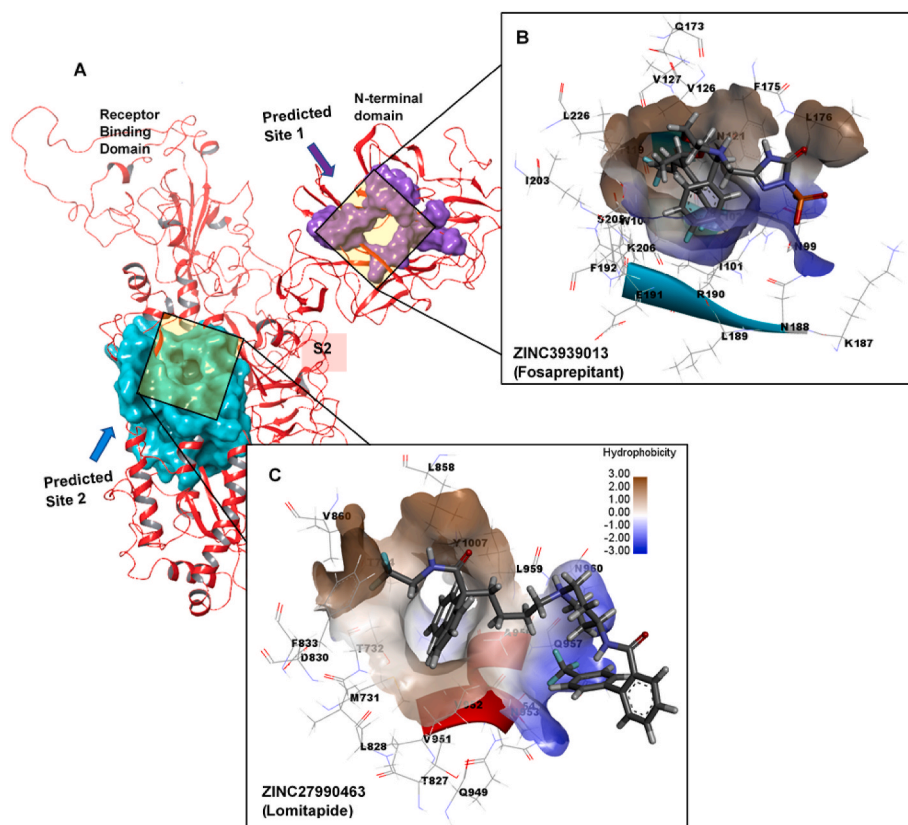 A
Receptor
Binding
Domain
Predicted
Site 1
N-terminal
domain
S2
Predicted
Site 2
B
Q173
V127
V126
F175
L226
N121
L176
I203
S205
K206
N99
F192
I101
E191
R190
N188
L189
K187
ZINC3939013
(Fosaprepitant)
C
Hydrophobicity
3.00
2.00
1.00
0.00
-1.00
-2.00
-3.00
L858
V860
Y1007
L959
N960
F833
D830
T732
Q957
M731
V951
L828
T827
Q949
ZINC27990463
(Lomitapide)